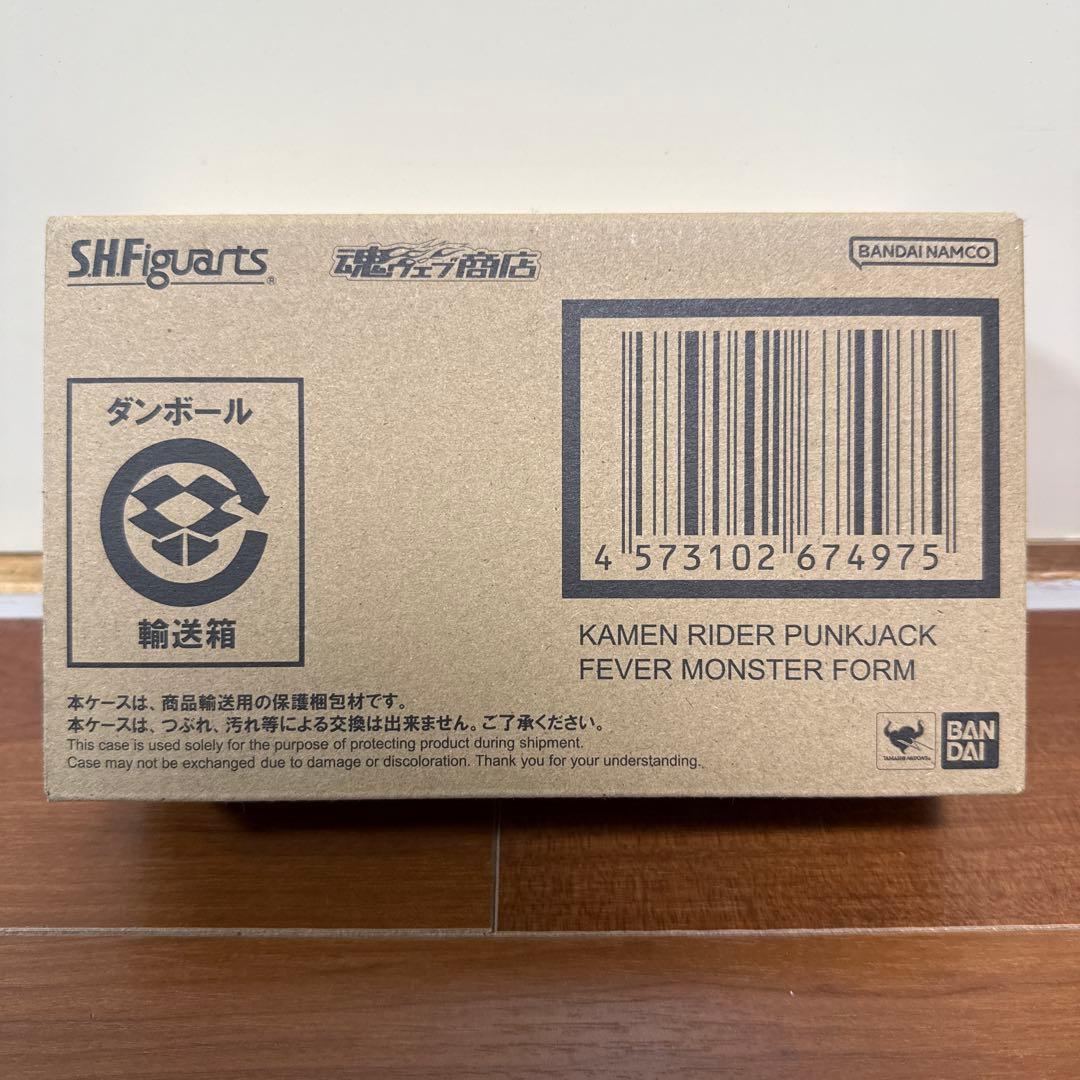 S.H.Figuarts®
魂ウェブ商店
BANDAI NAMCO
ダンボール
輸送箱
4 573102 674975
KAMEN RIDER PUNKJACK
FEVER MONSTER FORM
本ケースは、商品輸送用の保護梱包材です。
本ケースは、つぶれ、汚れ等による交換は出来ません。ご了承ください。
This case is used solely for the purpose of protecting product during shipment.
Case may not be exchanged due to damage or discoloration. Thank you for your understanding.
TAMASHII NATIONS
BAN
DAI